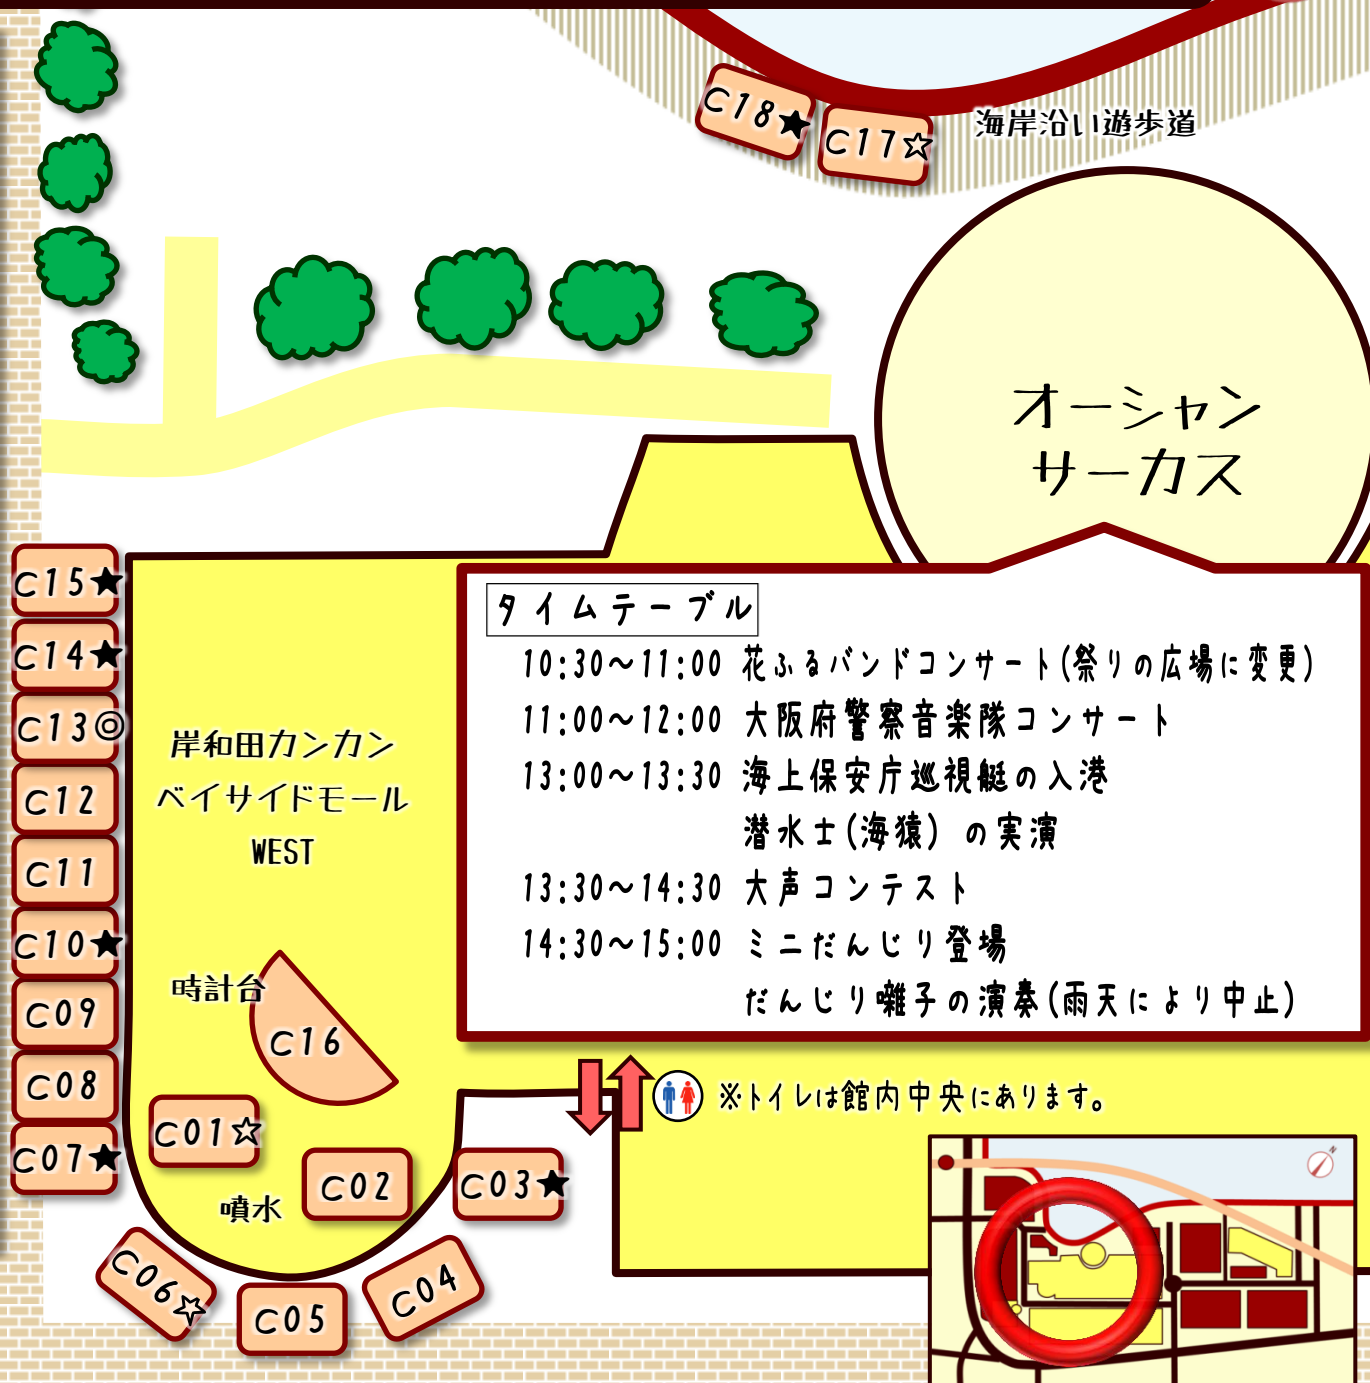 C18★
C17☆
海岸沿い遊歩道
オーシャン
サーカス
C15★
C14★
C13◎
C12
C11
C10★
C09
C08
C07★
岸和田カンカン
ベイサイドモール
WEST
時計台
C16
C01☆
C02
C03★
噴水
C06☆
C05
C04
タイムテーブル
10:30～11:00 花ふるバンドコンサート(祭りの広場に変更)
11:00～12:00 大阪府警察音楽隊コンサート
13:00～13:30 海上保安庁巡視艇の入港
潜水士(海猿) の実演
13:30～14:30 大声コンテスト
14:30～15:00 ミニだんじり登場
だんじり囃子の演奏(雨天により中止)
※トイレは館内中央にあります。
N